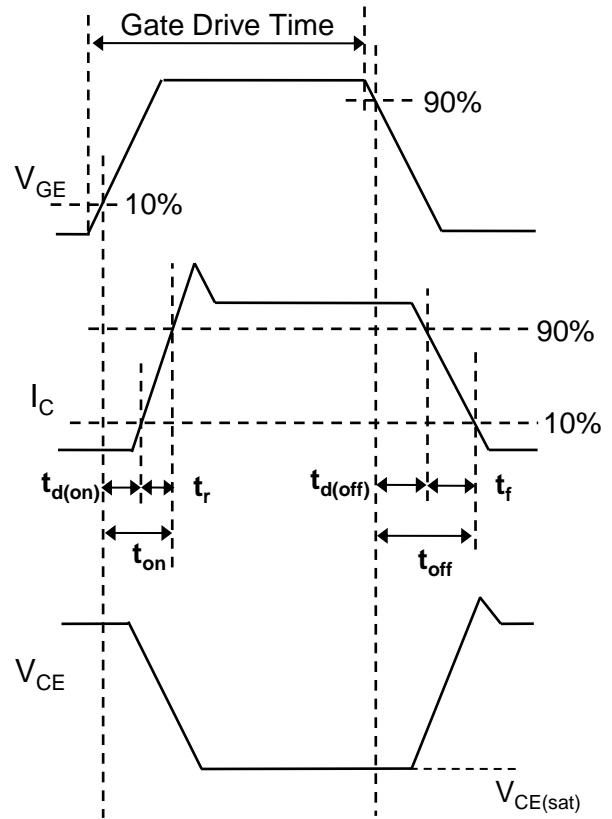 Gate Drive Time
90%
V_GE
10%
90%
I_C
10%
t_d(on) t_r t_d(off) t_f
t_on t_off
V_CE
V_CE(sat)